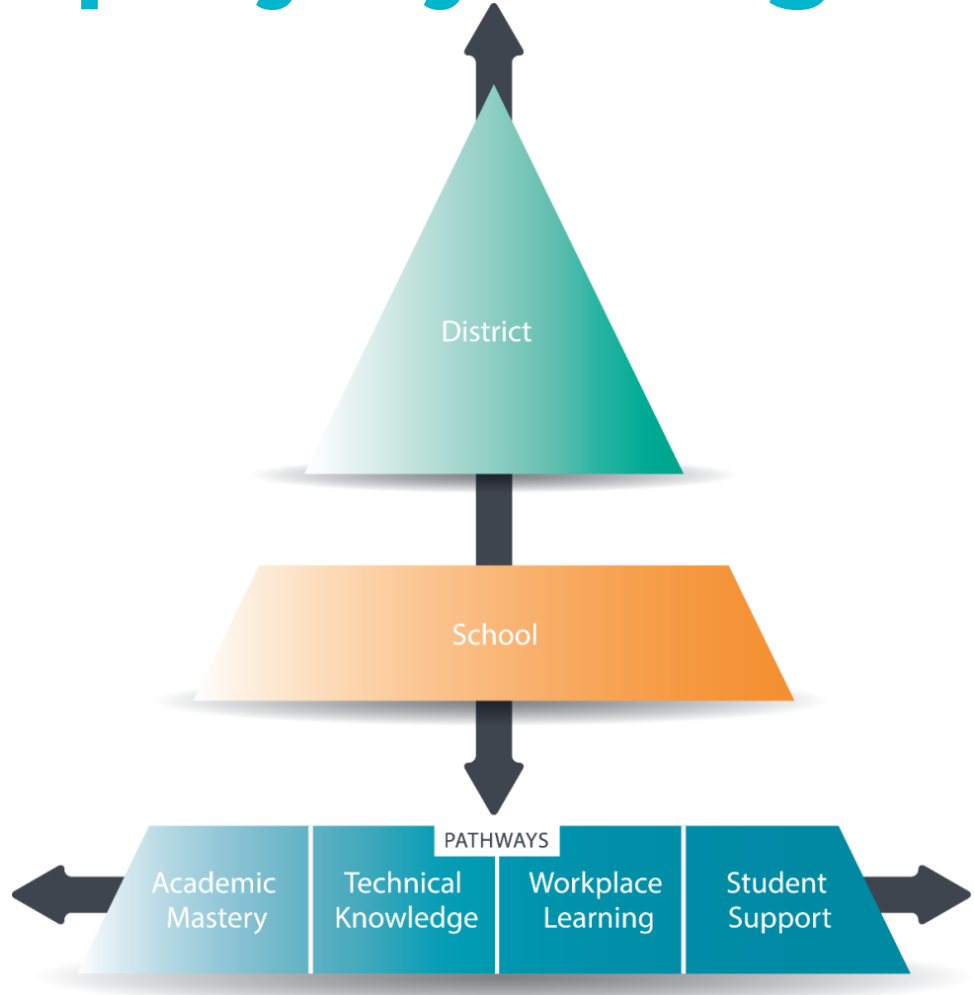 District
School
PATHWAYS
Academic
Mastery
Technical
Knowledge
Workplace
Learning
Student
Support